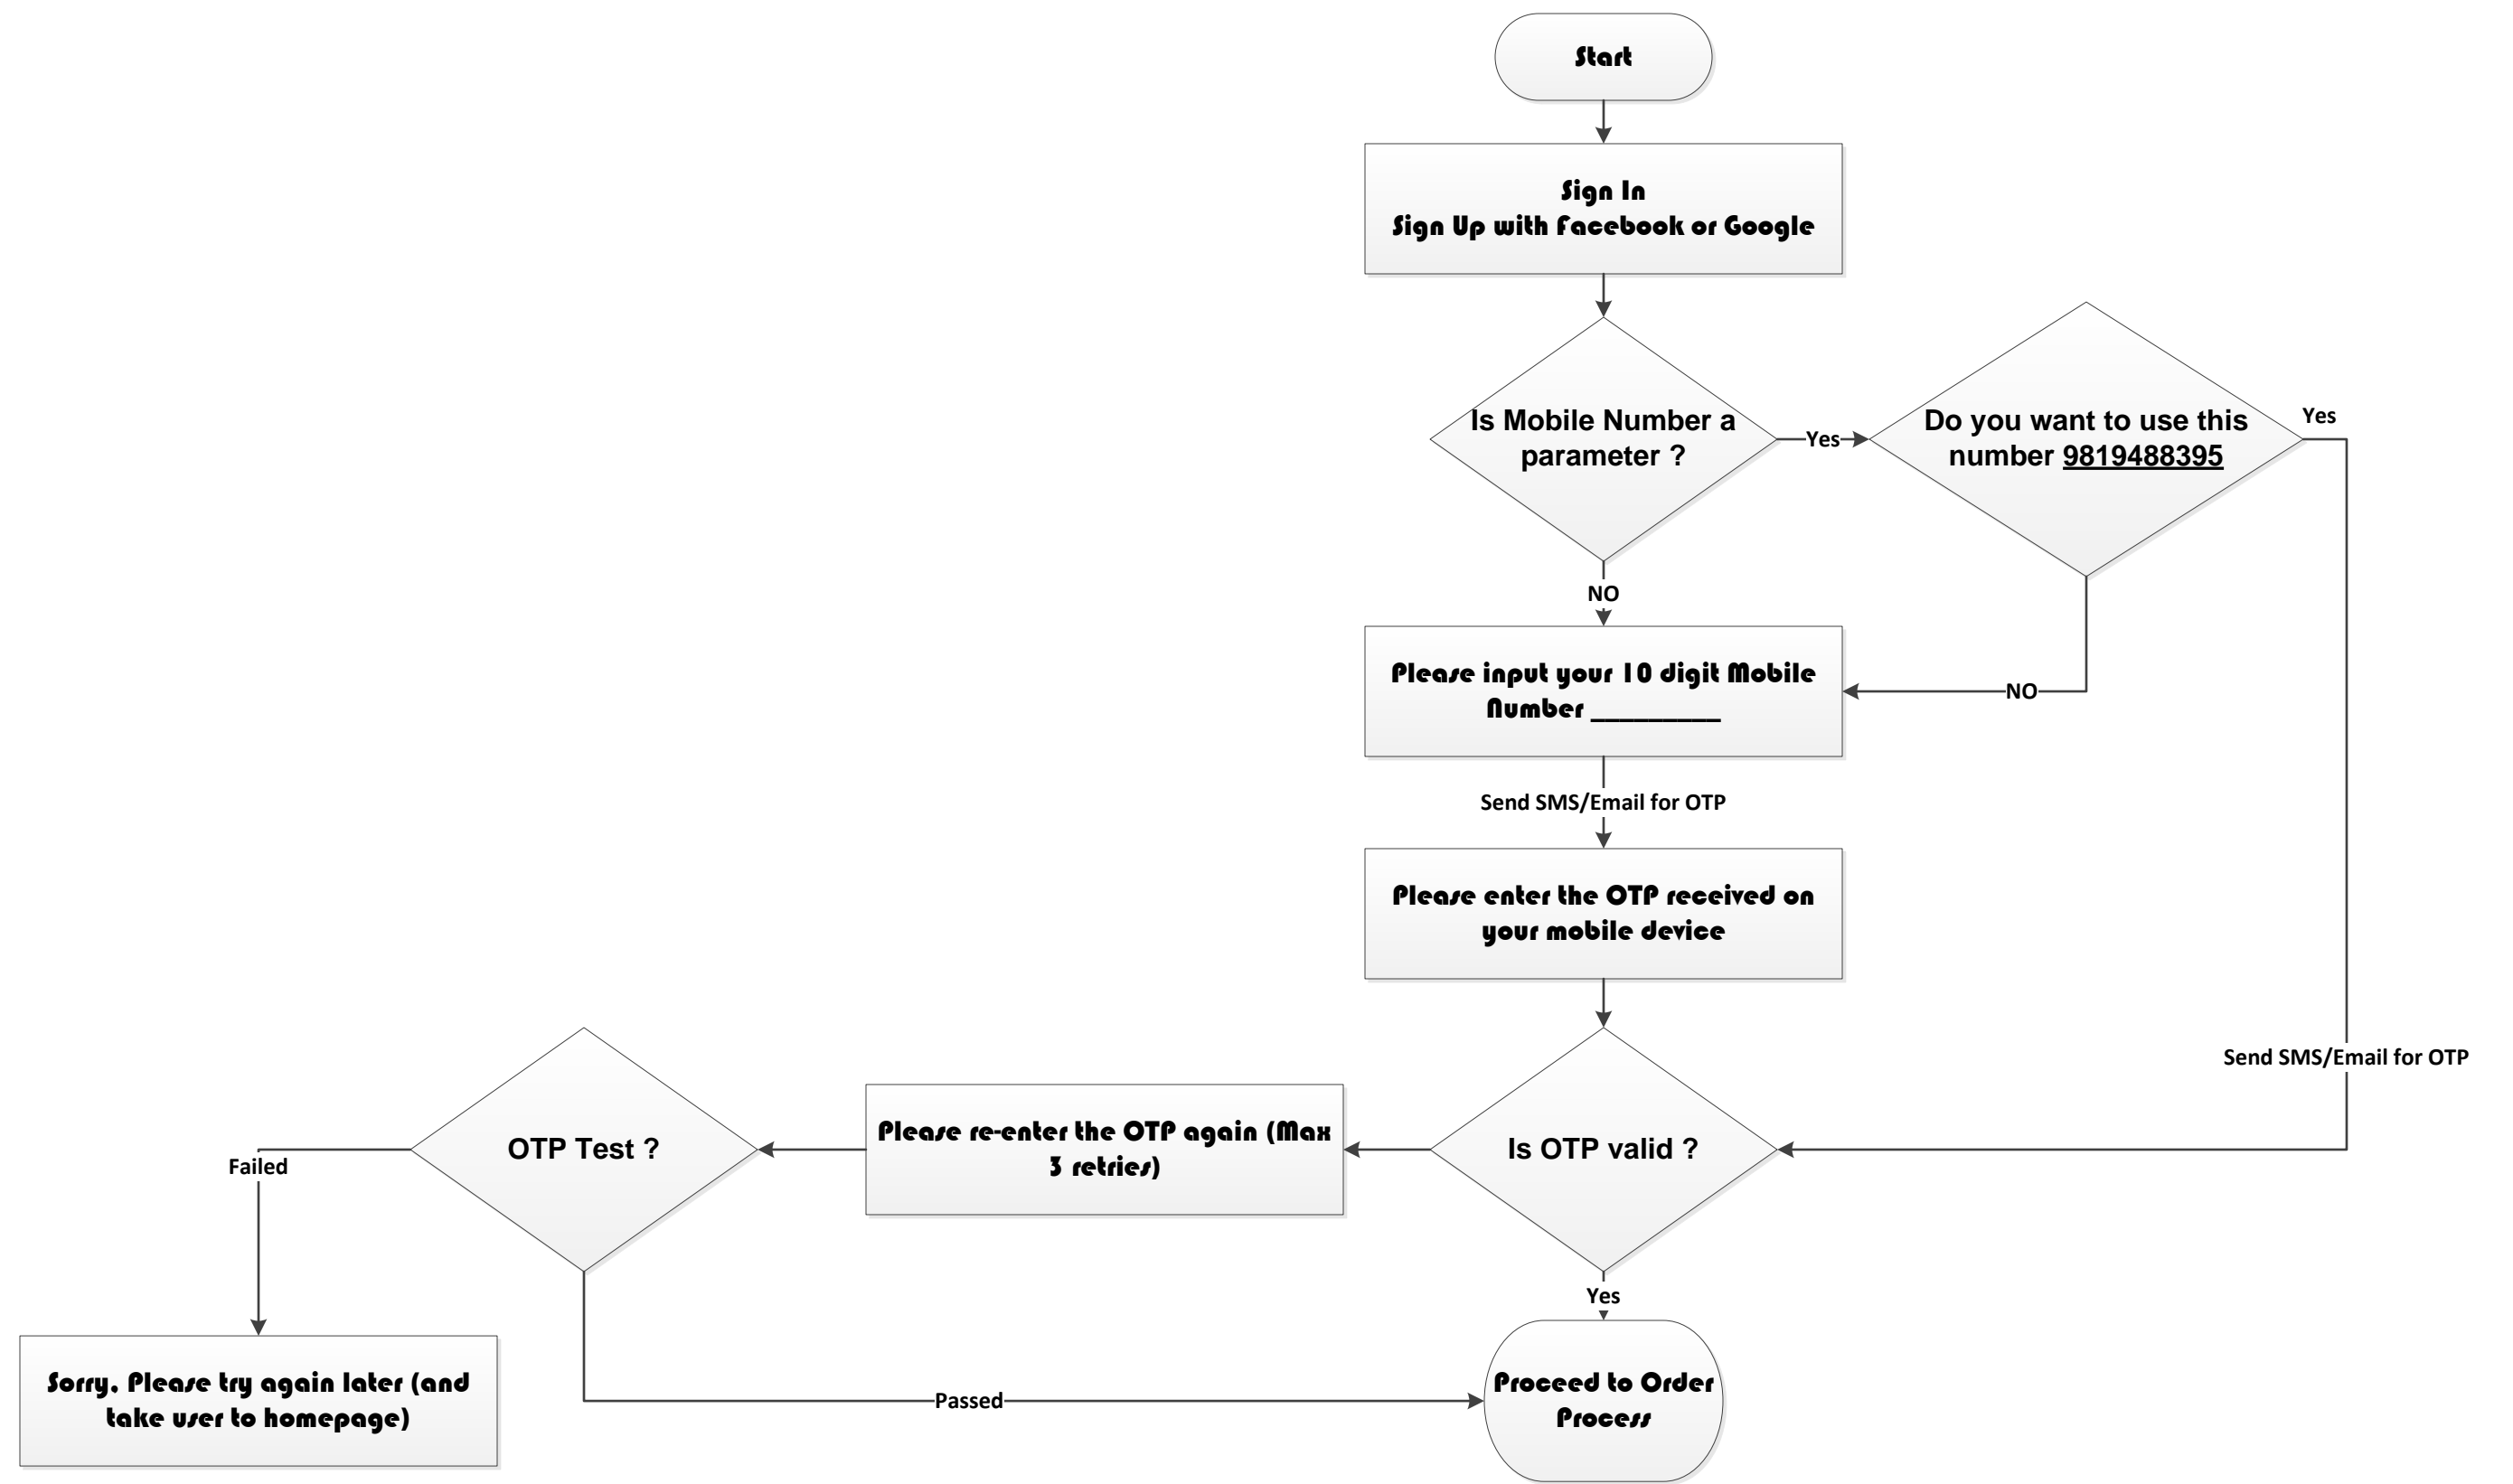 Start
Sign In
Sign Up with Facebook or Google
Is Mobile Number a
parameter ?
Yes
Do you want to use this
number 9819488395
Yes
NO
Please input your 10 digit Mobile
Number _________
NO
Send SMS/Email for OTP
Please enter the OTP received on
your mobile device
Send SMS/Email for OTP
Is OTP valid ?
Please re-enter the OTP again (Max
3 retries)
OTP Test ?
Failed
Yes
Sorry, Please try again later (and
take user to homepage)
Passed
Proceed to Order
Process